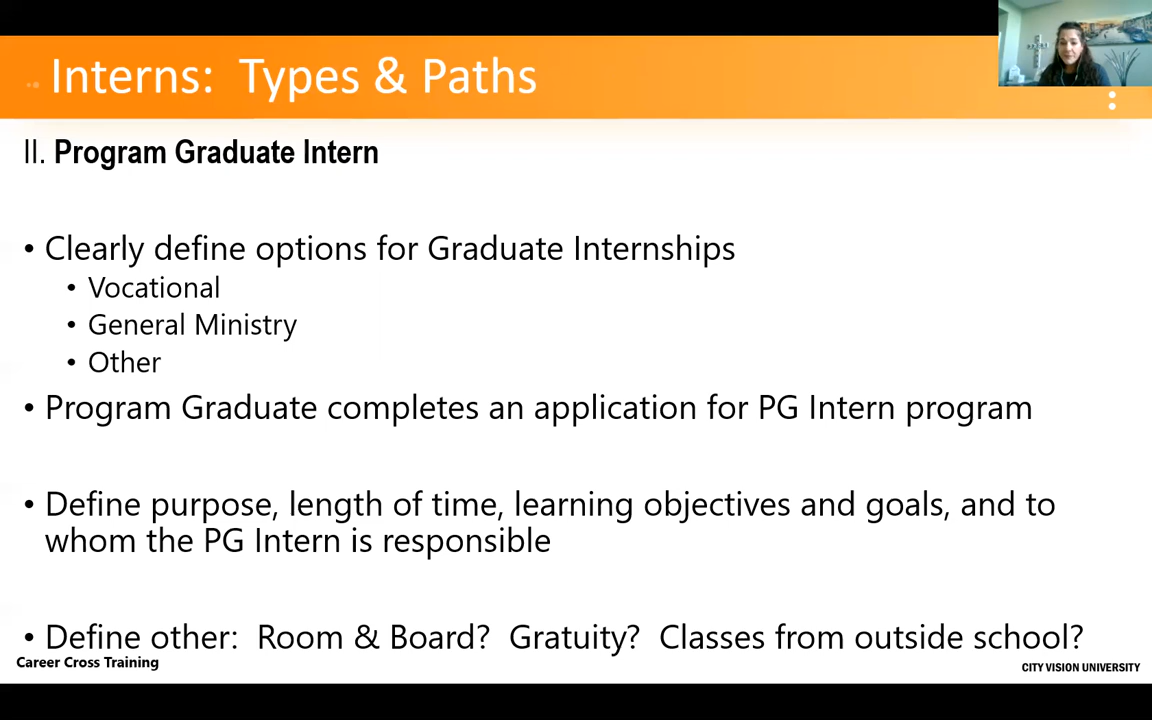 Interns: Types & Paths
II. Program Graduate Intern
• Clearly define options for Graduate Internships
• Vocational
• General Ministry
• Other
• Program Graduate completes an application for PG Intern program
• Define purpose, length of time, learning objectives and goals, and to
whom the PG Intern is responsible
• Define other: Room & Board? Gratuity? Classes from outside school?
Career Cross Training
CITY VISION UNIVERSITY